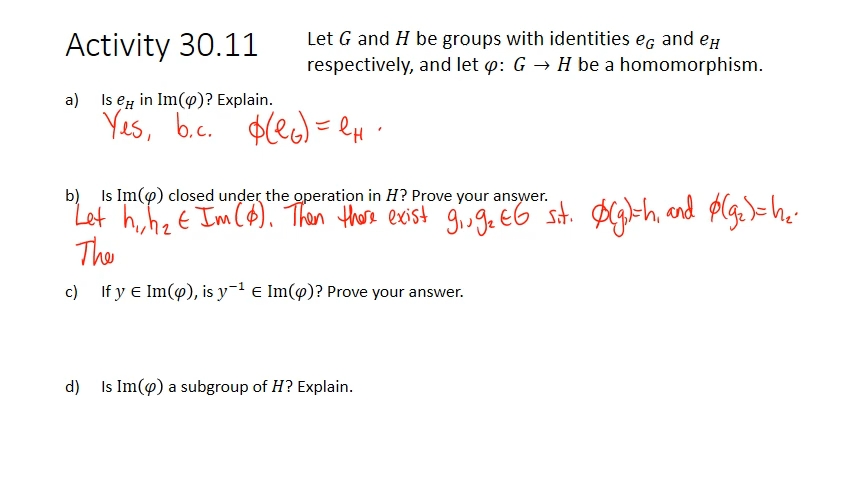 Activity 30.11
Let G and H be groups with identities e_G and e_H
respectively, and let φ: G → H be a homomorphism.
a) Is e_H in Im(φ)? Explain.
Yes, b.c. ϕ(e_G) = e_H .
b) Is Im(φ) closed under the operation in H? Prove your answer.
Let h₁, h₂ ∈ Im(ϕ). Then there exist g₁, g₂ ∈ G s.t. ϕ(g₁)=h₁ and ϕ(g₂)=h₂.
The
c) If y ∈ Im(φ), is y⁻¹ ∈ Im(φ)? Prove your answer.
d) Is Im(φ) a subgroup of H? Explain.